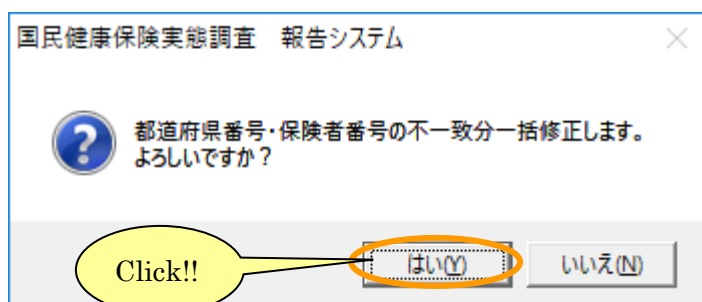 国民健康保険実態調査　報告システム
都道府県番号・保険者番号の不一致分一括修正します。
よろしいですか？
Click!!
はい(Y)
いいえ(N)